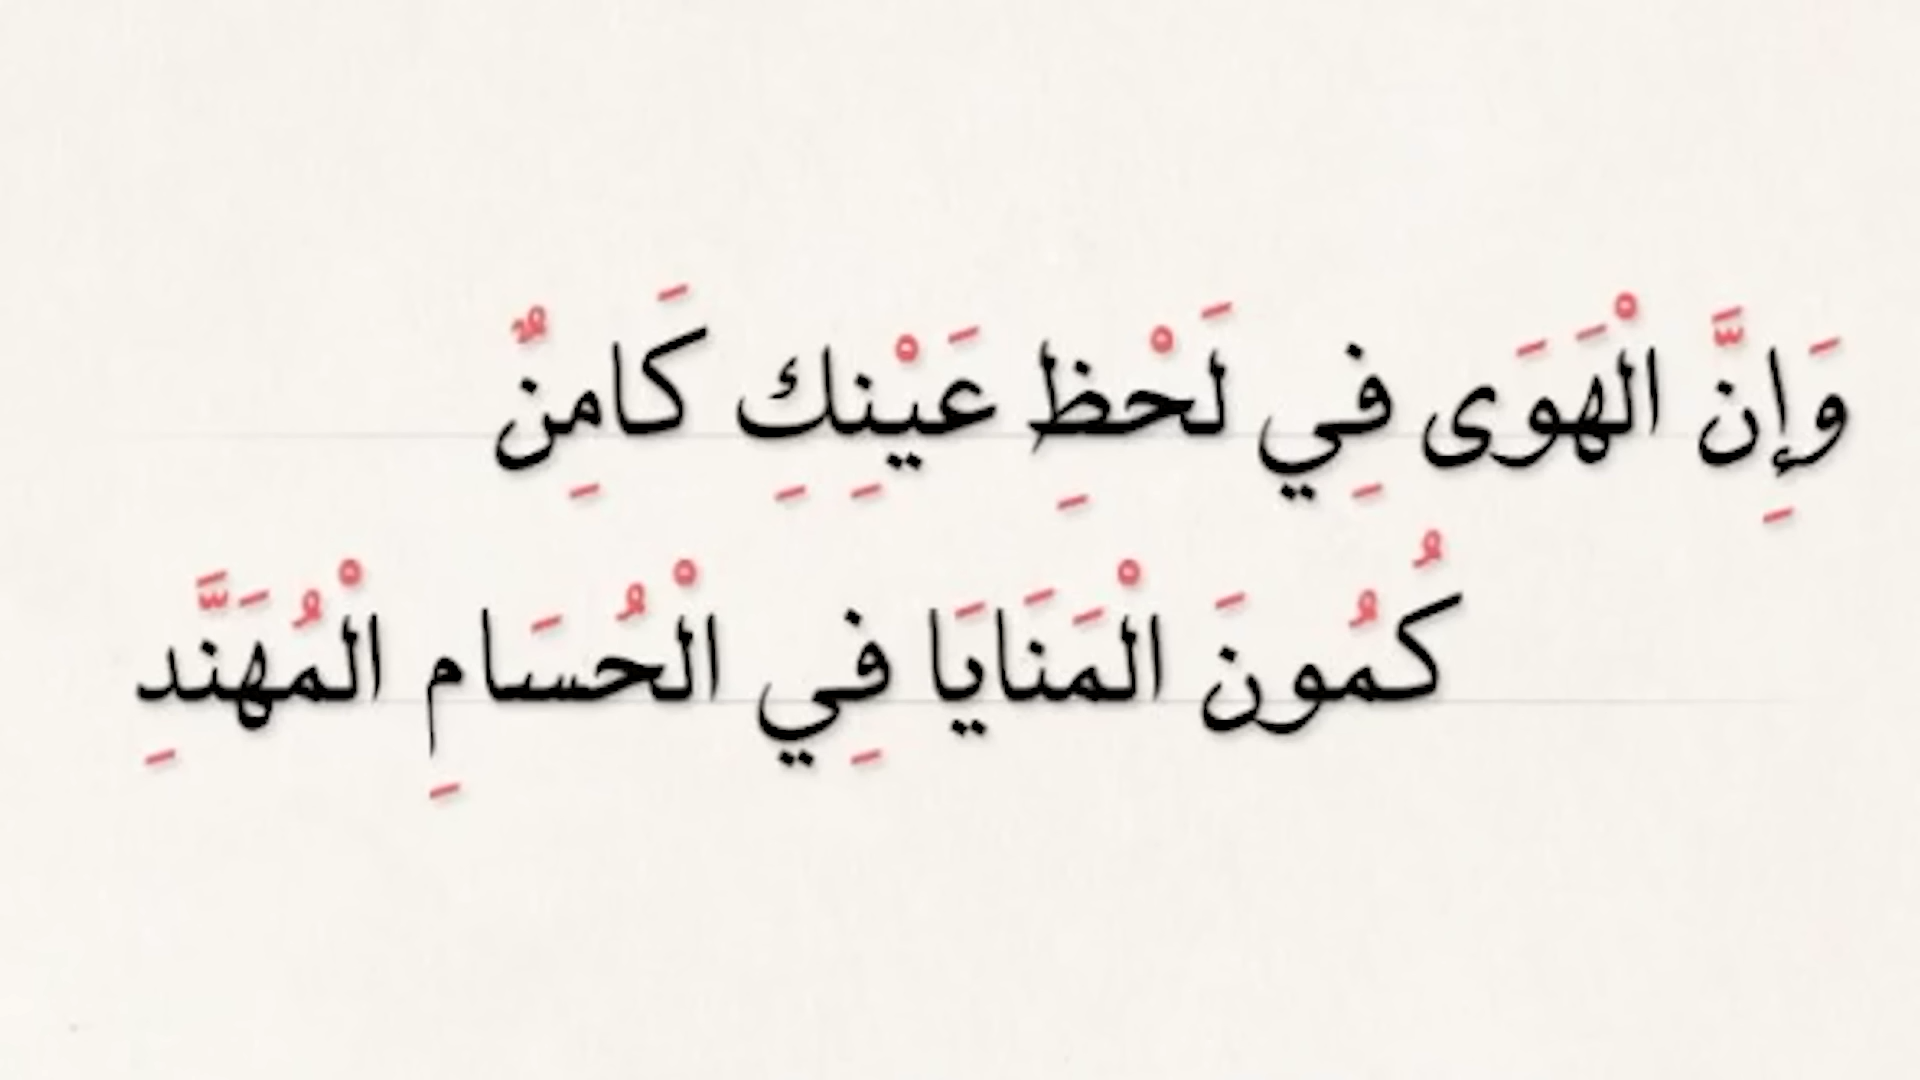 وَإِنَّ الْهَوَى فِي لَحْظِ عَيْنِكِ كَامِنٌ
كُمُونَ الْمَنَايَا فِي الْحُسَامِ الْمُهَنَّدِ